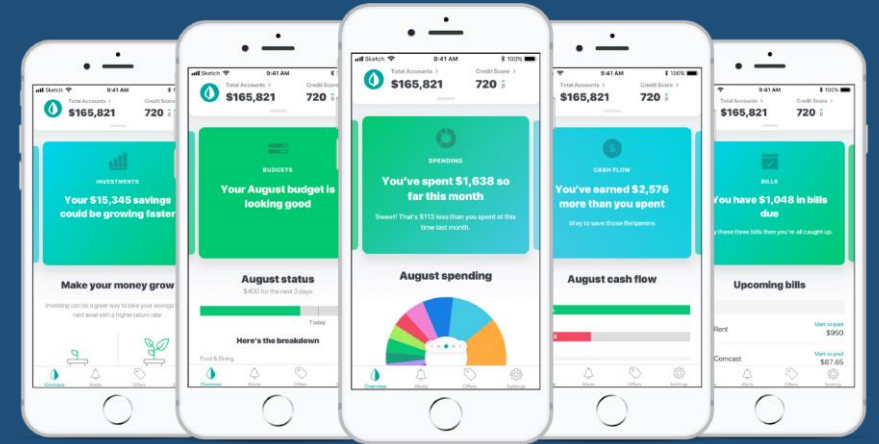 Sketch 9:41 AM
Total Accounts > Credit Score
$165,821 720
INVESTMENTS
Your $15,345 savings
could be growing faster
Make your money grow
Investing can be a great way to take your savings
next level with a higher return rate.
Overview Alerts Offers
Sketch 9:41 AM
Total Accounts > Credit Score
$165,821 720
BUDGETS
Your August budget is
looking good
August status
$400 for the next 3 days
Today
Here's the breakdown
Food & Dining
Overview Alerts Offers
Sketch 9:41 AM 100%
Total Accounts > Credit Score >
$165,821 720
SPENDING
You've spent $1,638 so
far this month
Sweet! That's $113 less than you spent at this
time last month.
August spending
Overview Alerts Offers Settings
9:41 AM 100%
Total Accounts > Credit Score >
$165,821 720
CASH FLOW
You've earned $2,576
more than you spent
Way to save those Benjamins.
August cash flow
Alerts Offers Settings
9:41 AM 100%
Total Accounts > Credit Score >
$165,821 720
BILLS
You have $1,048 in bills
due
these three bills then you're all caught up.
Upcoming bills
Rent Mark as paid
$950
Comcast Mark as paid
$87.65
Alerts Offers Settings